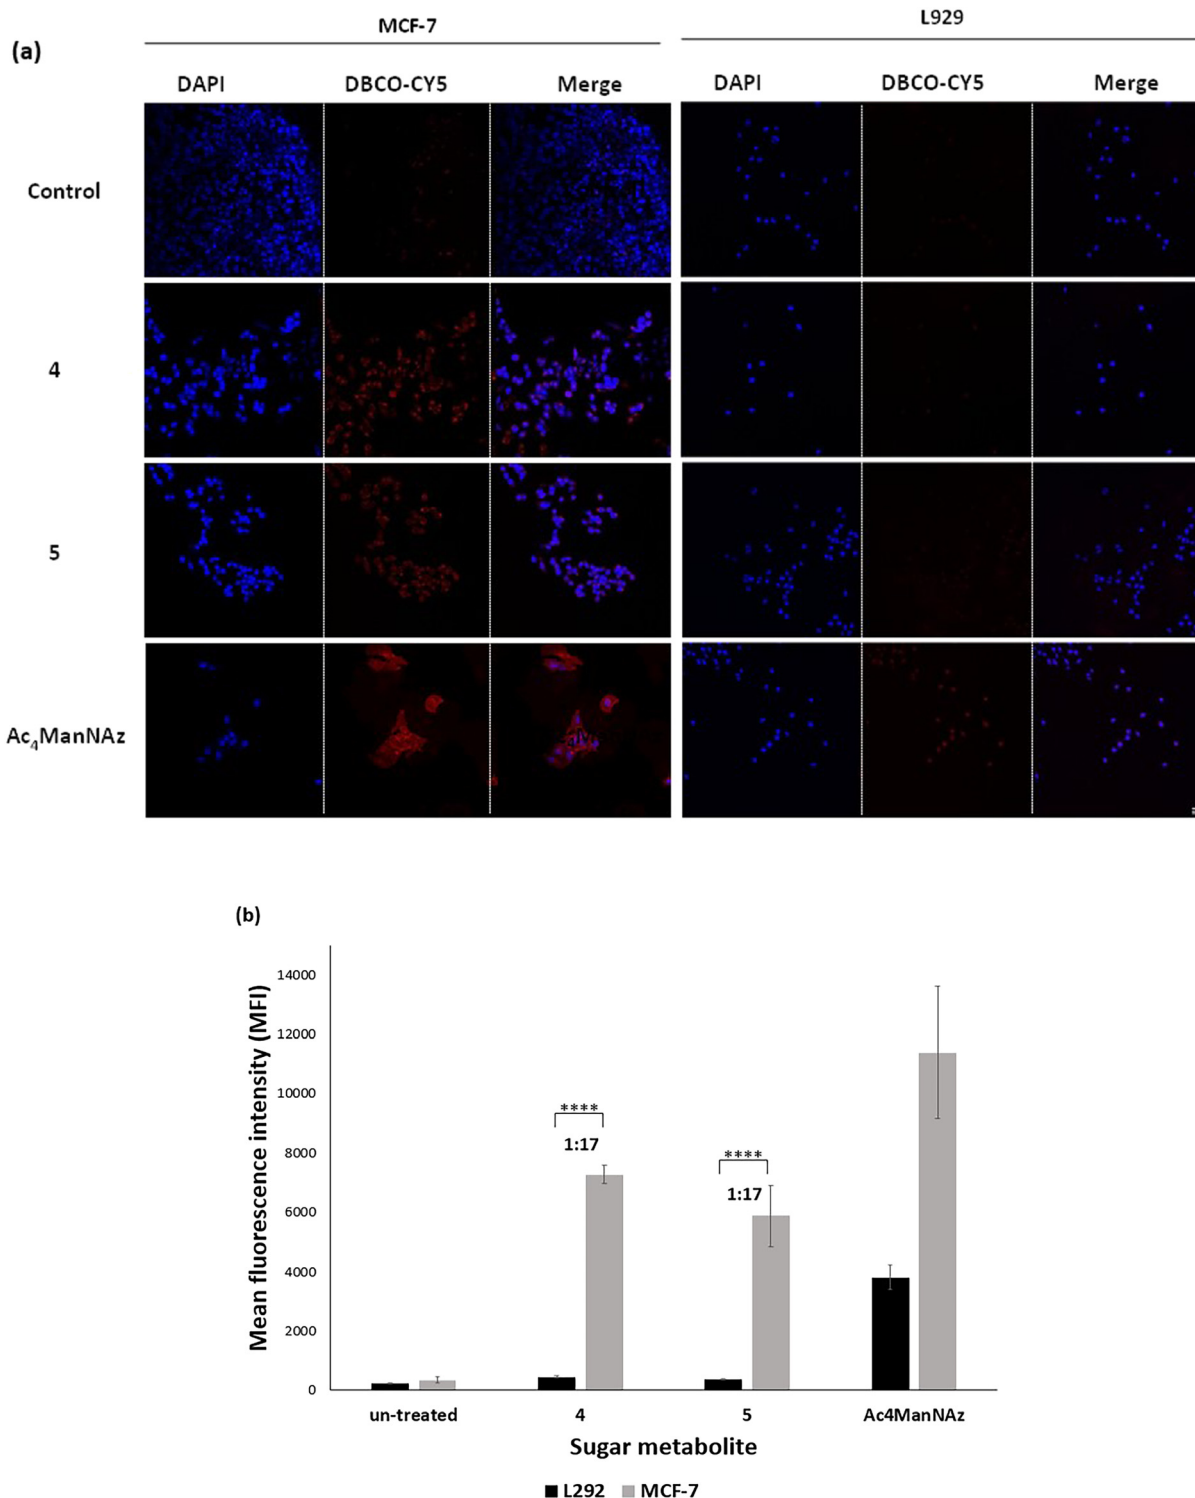 MCF-7
L929
(a)
DAPI
DBCO-CY5
Merge
DAPI
DBCO-CY5
Merge
Control
4
5
Ac4ManNAz
(b)
Mean fluorescence intensity (MFI)
14000
12000
10000
8000
6000
4000
2000
0
****
1:17
****
1:17
un-treated
4
5
Ac4ManNAz
Sugar metabolite
L292
MCF-7